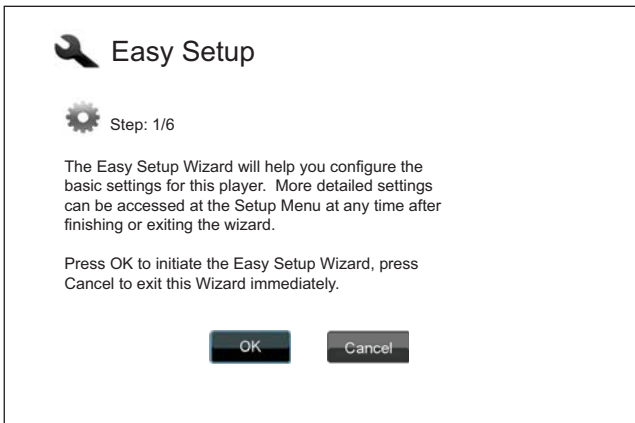 Easy Setup
Step: 1/6
The Easy Setup Wizard will help you configure the
basic settings for this player.  More detailed settings
can be accessed at the Setup Menu at any time after
finishing or exiting the wizard.
Press OK to initiate the Easy Setup Wizard, press
Cancel to exit this Wizard immediately.
OK
Cancel